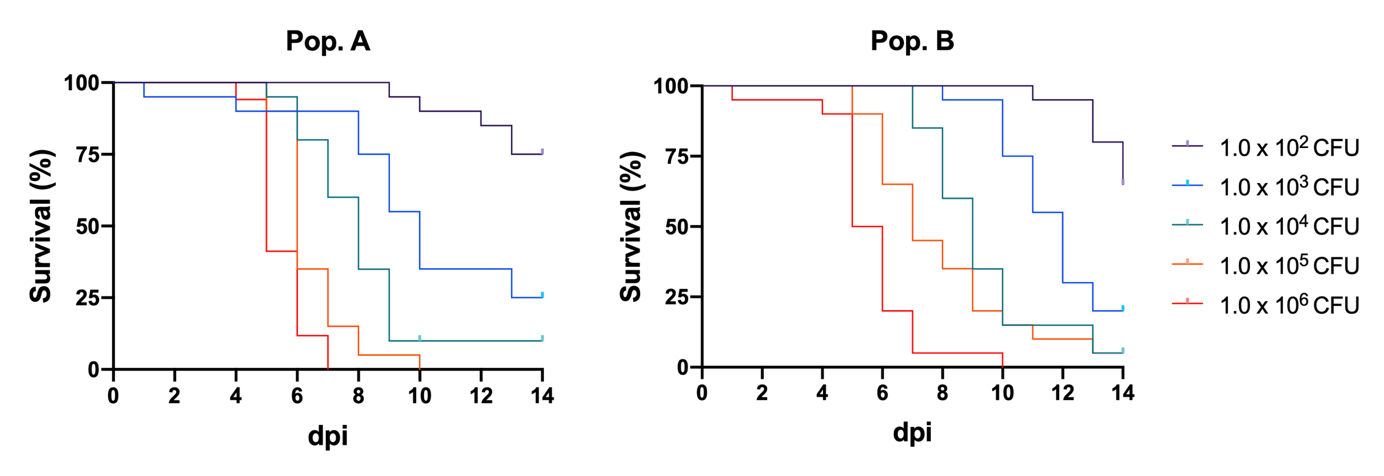 Pop. A
Survival (%)
100
75
50
25
0
0 2 4 6 8 10 12 14
dpi
Pop. B
Survival (%)
100
75
50
25
0
0 2 4 6 8 10 12 14
dpi
1.0 x 10² CFU
1.0 x 10³ CFU
1.0 x 10⁴ CFU
1.0 x 10⁵ CFU
1.0 x 10⁶ CFU